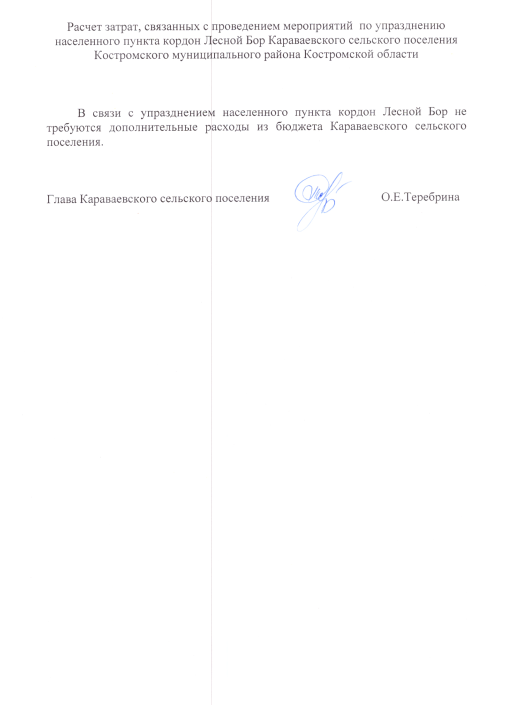 Расчет затрат, связанных с проведением мероприятий по упразднению
населенного пункта кордон Лесной Бор Караваевского сельского поселения
Костромского муниципального района Костромской области
В связи с упразднением населенного пункта кордон Лесной Бор не
требуются дополнительные расходы из бюджета Караваевского сельского
поселения.
Глава Караваевского сельского поселения О.Е.Теребрина